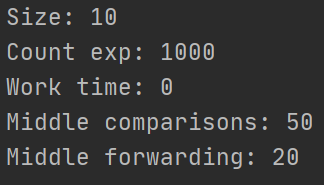 Size: 10
Count exp: 1000
Work time: 0
Middle comparisons: 50
Middle forwarding: 20